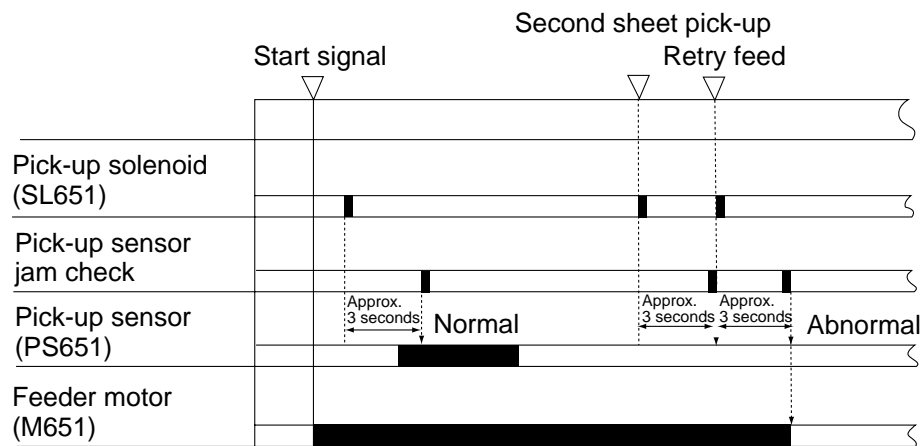 Second sheet pick-up
Start signal
Retry feed
Pick-up solenoid
(SL651)
Pick-up sensor
jam check
Approx.
3 seconds
Approx.
3 seconds
Approx.
3 seconds
Pick-up sensor
(PS651)
Normal
Abnormal
Feeder motor
(M651)